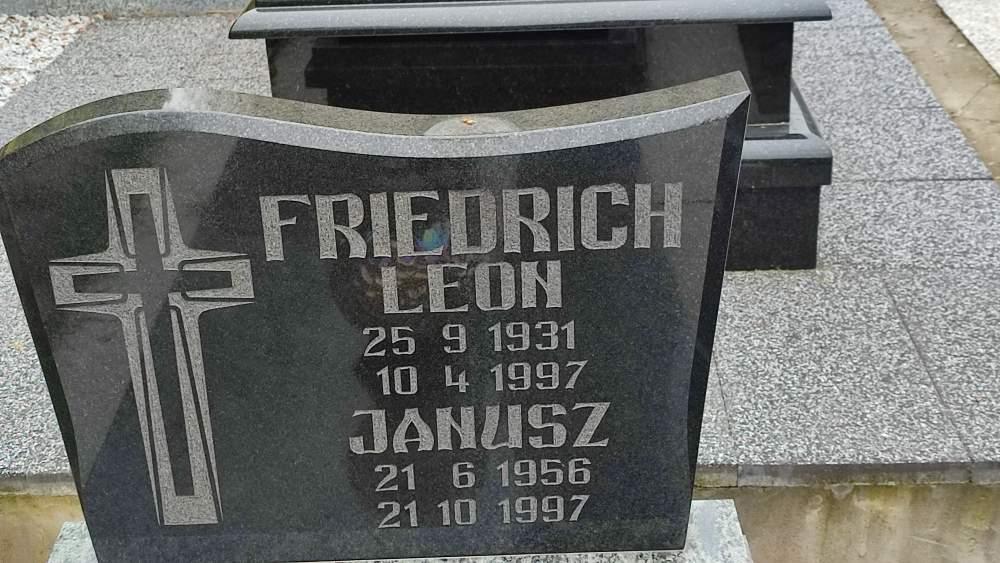 FRIEDRICH
LEON
25 9 1931
10 4 1997
JANUSZ
21 6 1956
21 10 1997